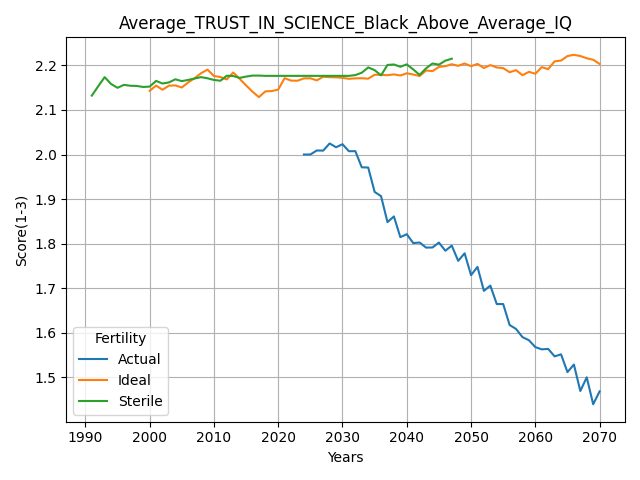 Average_TRUST_IN_SCIENCE_Black_Above_Average_IQ
Score(1-3)
2.2
2.1
2.0
1.9
1.8
1.7
1.6
1.5
Fertility
Actual
Ideal
Sterile
1990 2000 2010 2020 2030 2040 2050 2060 2070
Years